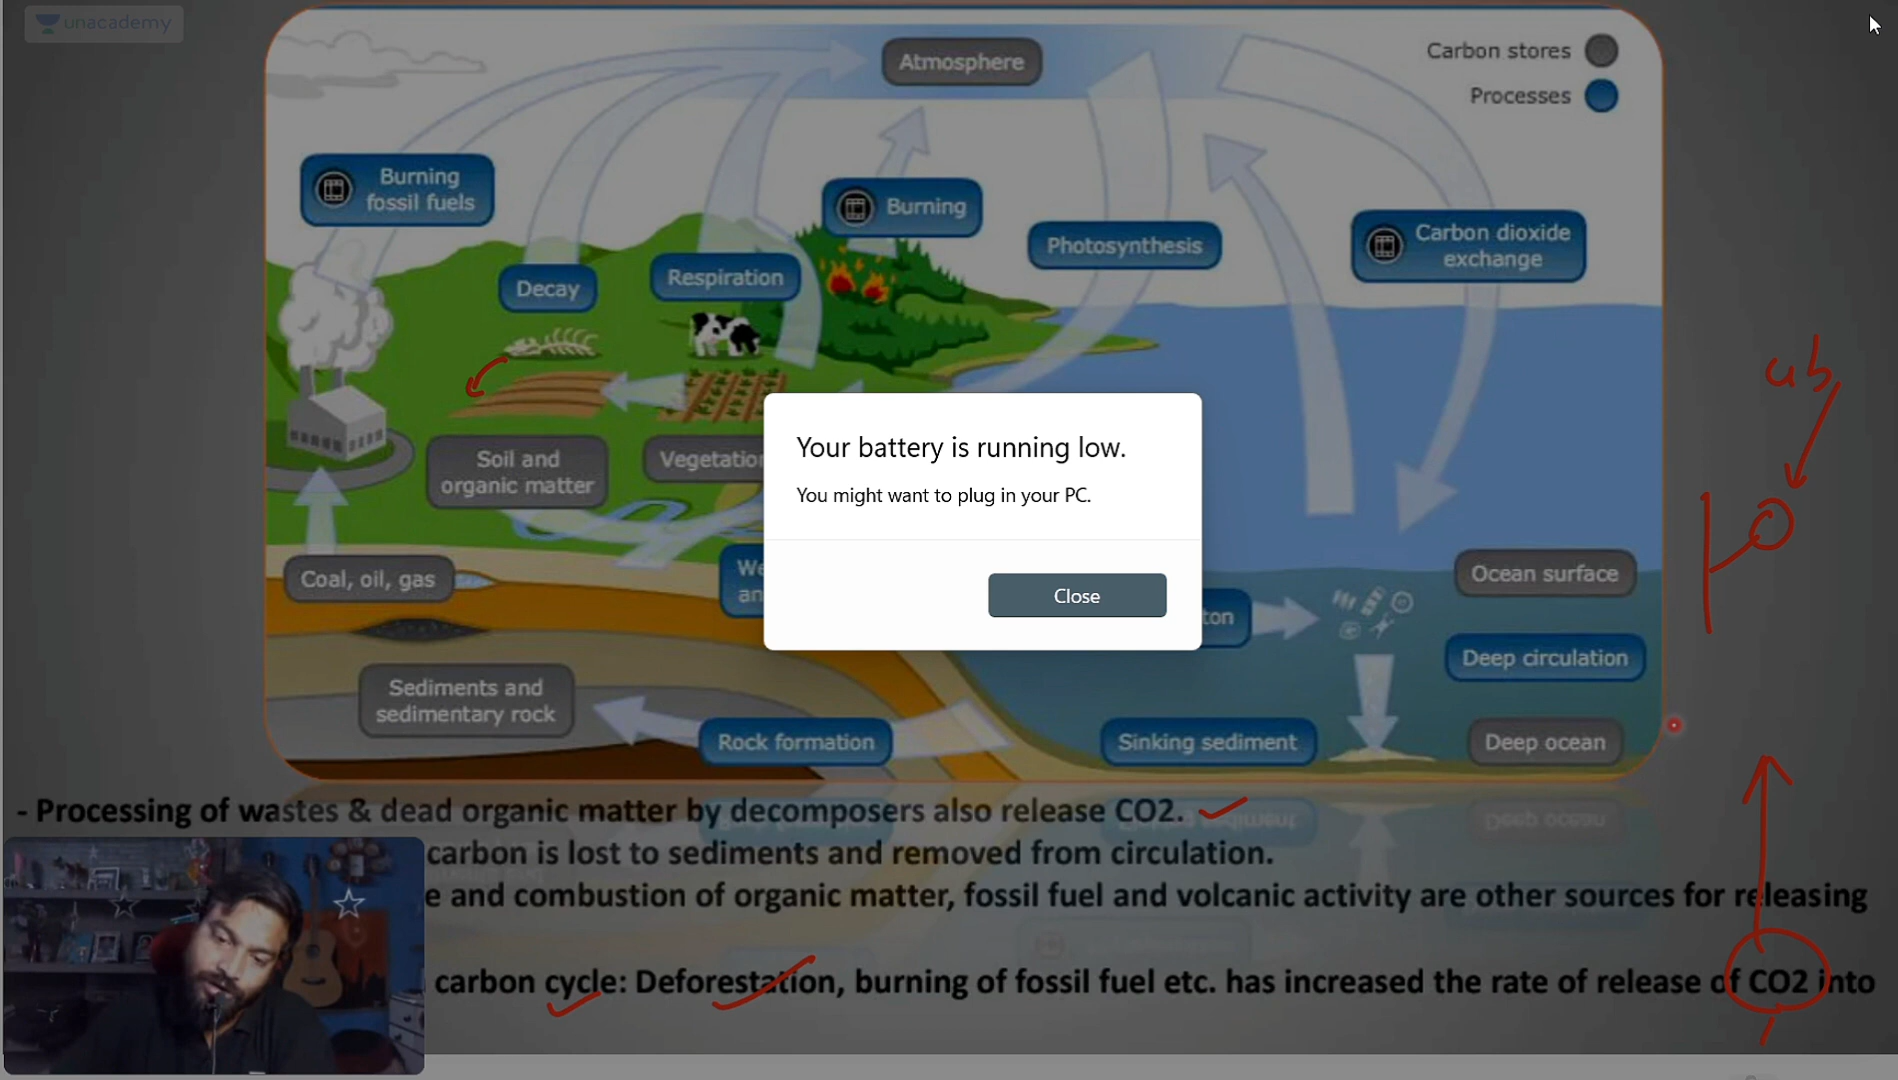 unacademy
Atmosphere
Carbon stores
Processes
Burning
fossil fuels
Burning
Photosynthesis
Carbon dioxide
exchange
Decay
Respiration
ab
Your battery is running low.
You might want to plug in your PC.
Close
Soil and
organic matter
Vegetation
Coal, oil, gas
We
an
ton
Ocean surface
Deep circulation
Sediments and
sedimentary rock
Rock formation
Sinking sediment
Deep ocean
- Processing of wastes & dead organic matter by decomposers also release CO2.
carbon is lost to sediments and removed from circulation.
e and combustion of organic matter, fossil fuel and volcanic activity are other sources for releasing
carbon cycle: Deforestation, burning of fossil fuel etc. has increased the rate of release of CO2 into